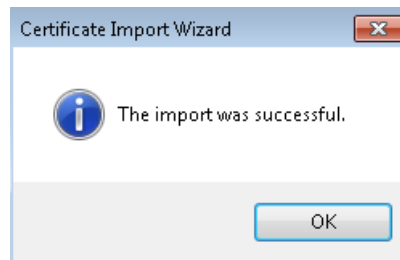 Certificate Import Wizard
The import was successful.
OK